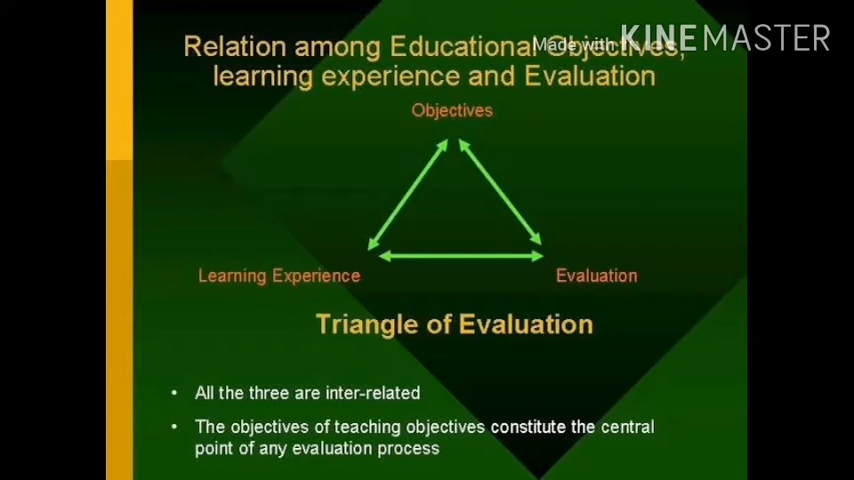 Relation among Educational Objectives,
Made with KINEMASTER
learning experience and Evaluation
Objectives
Learning Experience
Evaluation
Triangle of Evaluation
• All the three are inter-related
• The objectives of teaching objectives constitute the central
point of any evaluation process